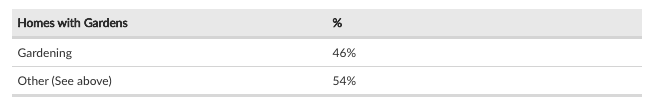 Homes with Gardens %
Gardening 46%
Other (See above) 54%